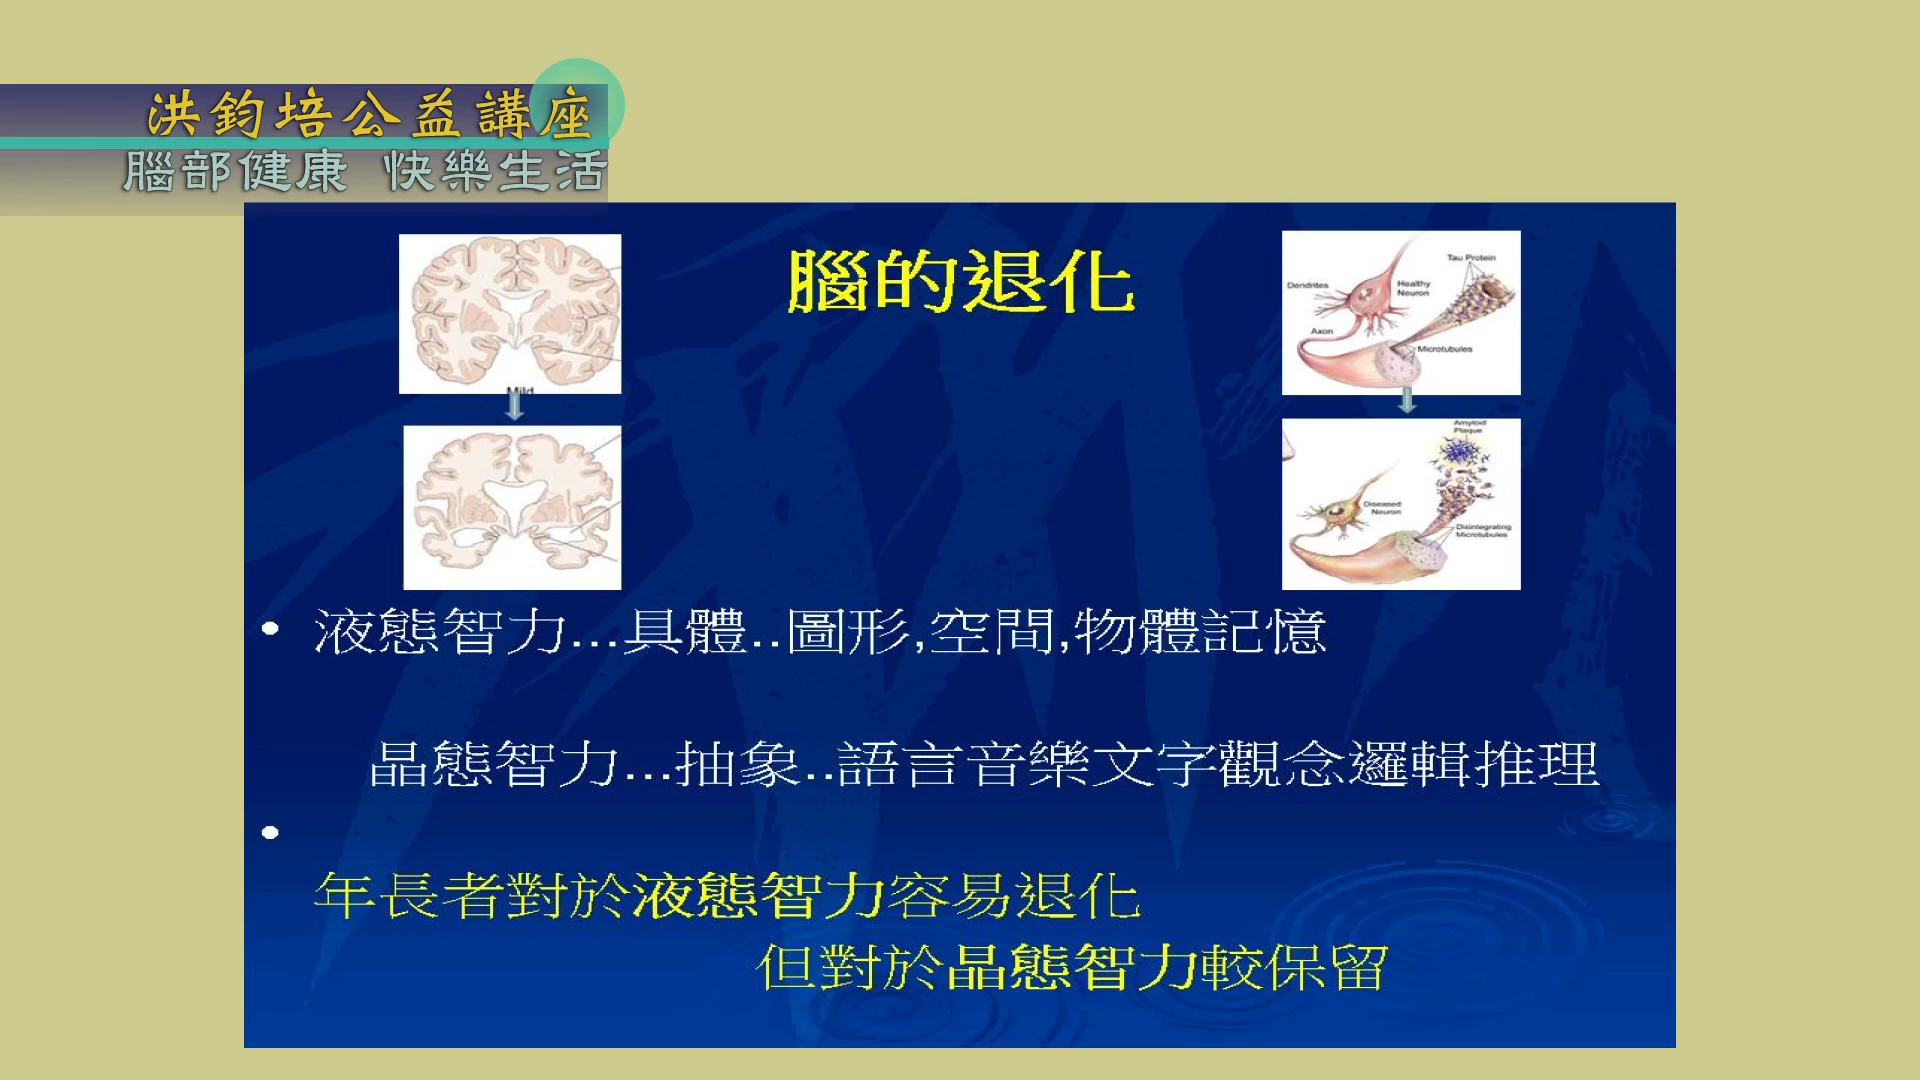 洪鈞培公益講座
腦部健康 快樂生活
腦的退化
Mild
Tau Protein
Dendrites
Healthy
Neuron
Axon
Microtubules
Amyloid
Plaque
Diseased
Neuron
Disintegrating
Microtubules
• 液態智力...具體..圖形,空間,物體記憶
晶態智力...抽象..語言音樂文字觀念邏輯推理
•
年長者對於液態智力容易退化
但對於晶態智力較保留